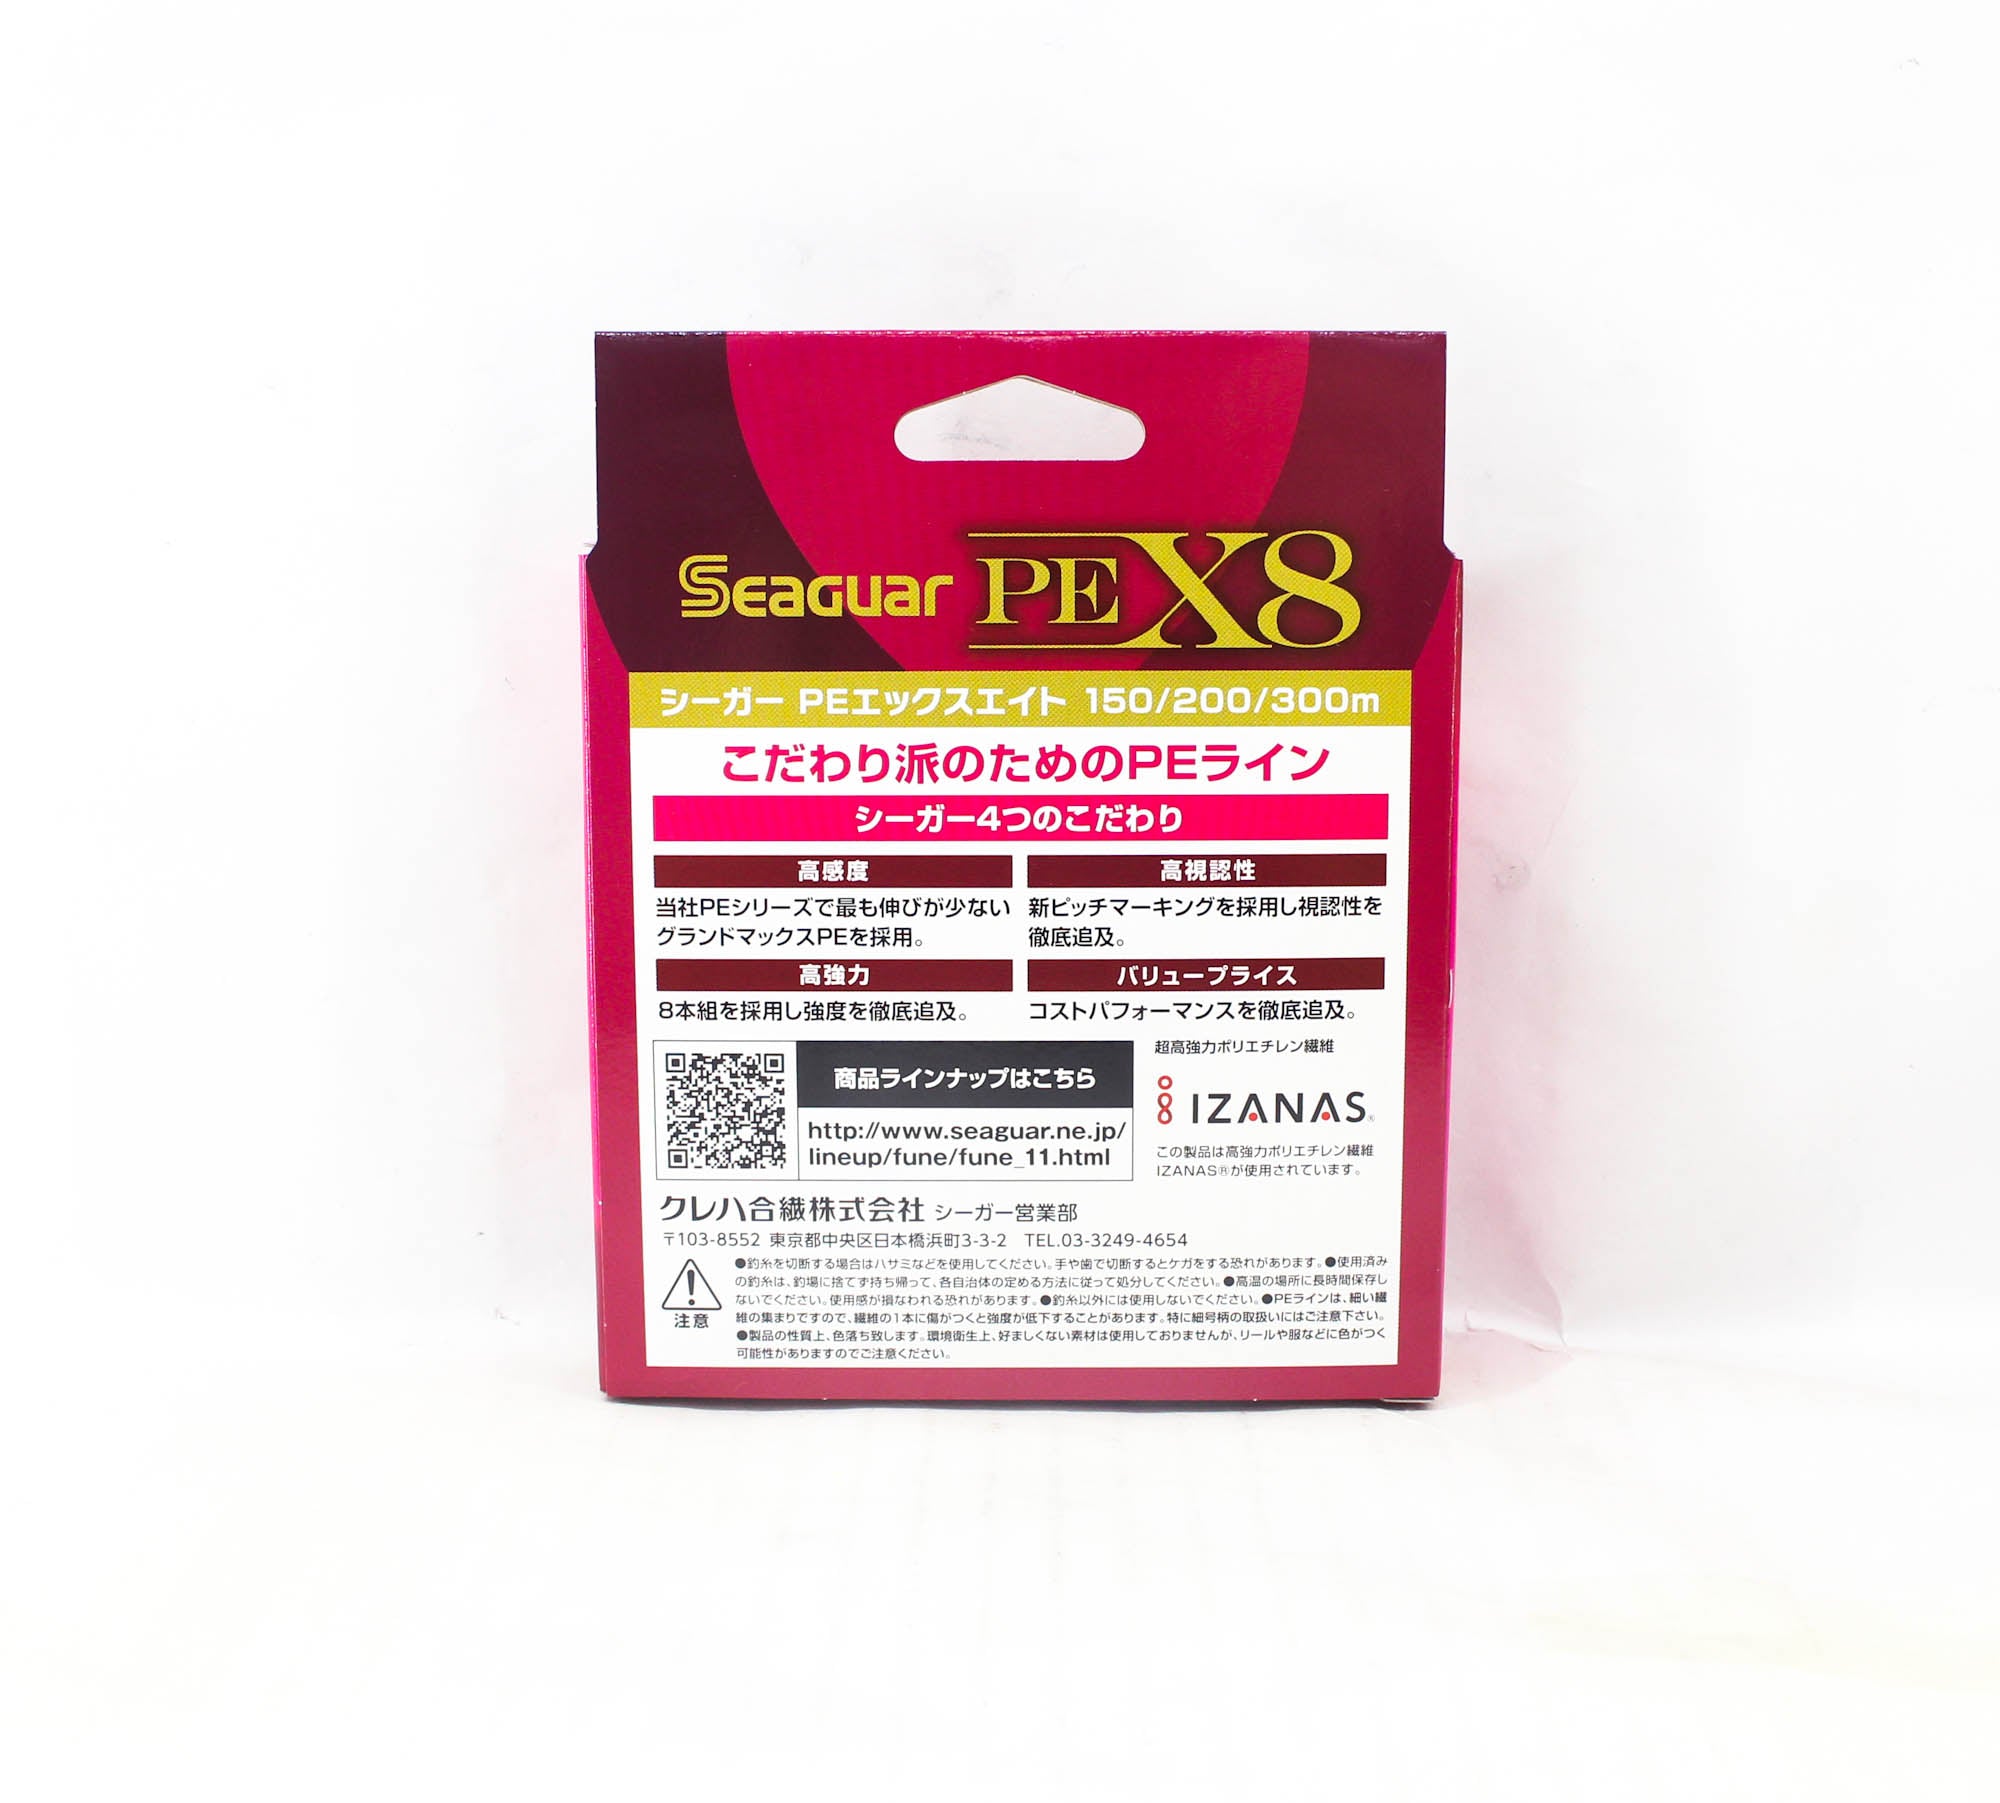 Seaguar PE X8
シーガー PEエックスエイト 150/200/300m
こだわり派のためのPEライン
シーガー4つのこだわり
高感度
当社PEシリーズで最も伸びが少ない
グランドマックスPEを採用。
高視認性
新ピッチマーキングを採用し視認性を
徹底追及。
高強力
8本組を採用し強度を徹底追及。
バリュープライス
コストパフォーマンスを徹底追及。
商品ラインナップはこちら
http://www.seaguar.ne.jp/
lineup/fune/fune_11.html
超高強力ポリエチレン繊維
IZANAS®
この製品は高強力ポリエチレン繊維
IZANAS®が使用されています。
クレハ合繊株式会社 シーガー営業部
〒103-8552 東京都中央区日本橋浜町3-3-2 TEL.03-3249-4654
注意
●釣糸を切断する場合はハサミなどを使用してください。手や歯で切断するとケガをする恐れがあります。●使用済み
の釣糸は、釣場に捨てず持ち帰って、各自治体の定める方法に従って処分してください。●高温の場所に長時間保存し
ないでください。使用感が損なわれる恐れがあります。●釣糸以外には使用しないでください。●PEラインは、細い繊
維の集まりですので、繊維の1本に傷がつくと強度が低下することがあります。特に細号柄の取扱いにはご注意下さい。
●製品の性質上、色落ち致します。環境衛生上、好ましくない素材は使用しておりませんが、リールや服などに色がつく
可能性がありますのでご注意ください。